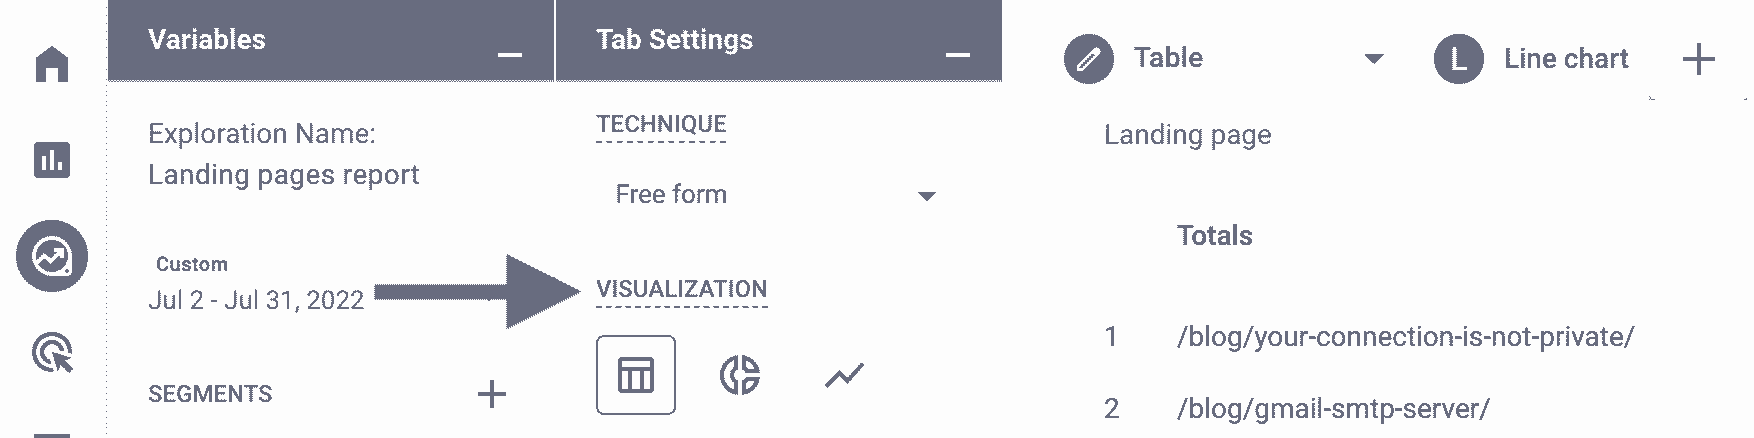 Variables
Exploration Name:
Landing pages report
Custom
Jul 2 - Jul 31, 2022
SEGMENTS
Tab Settings
TECHNIQUE
Free form
VISUALIZATION
Table
L Line chart
Landing page
Totals
1 /blog/your-connection-is-not-private/
2 /blog/gmail-smtp-server/